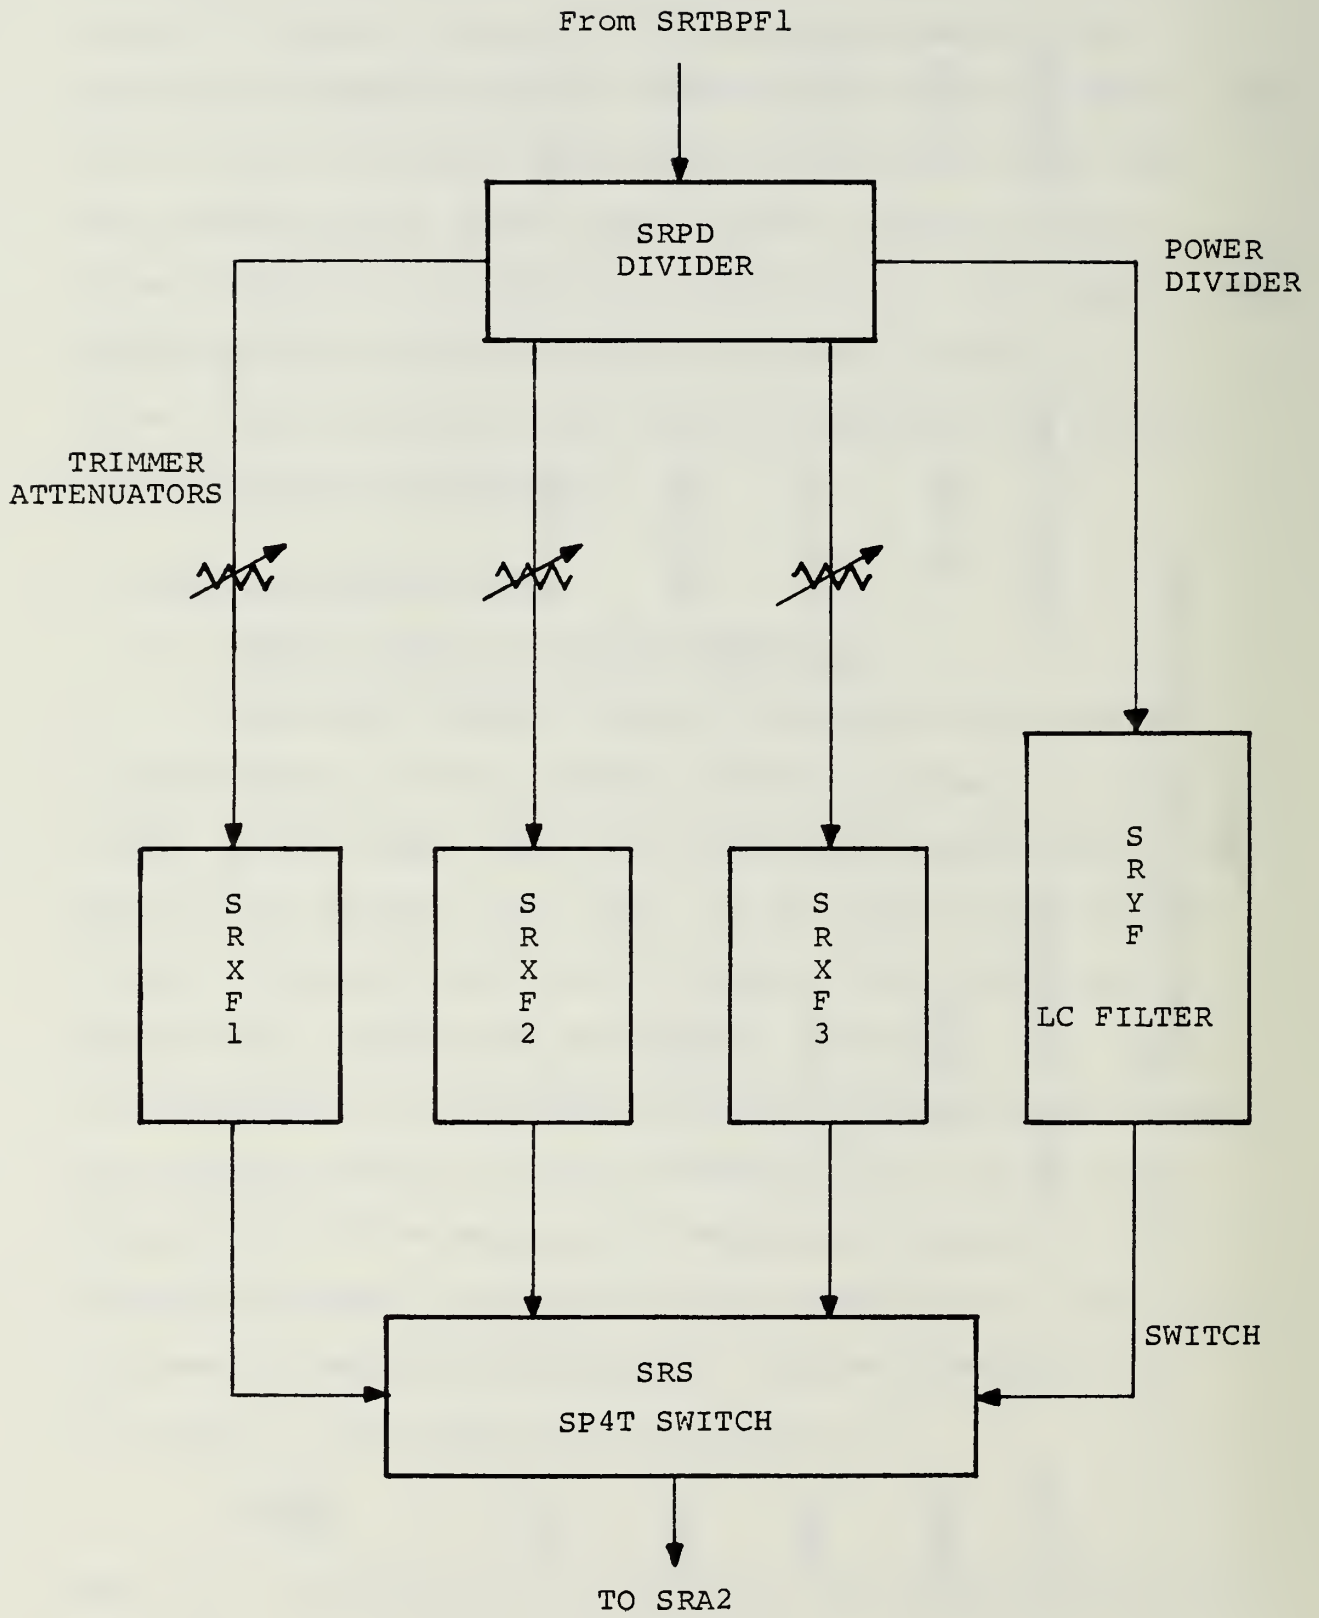 From SRTBPF1
SRPD
DIVIDER
POWER
DIVIDER
TRIMMER
ATTENUATORS
S
R
X
F
1
S
R
X
F
2
S
R
X
F
3
S
R
Y
F
LC FILTER
SWITCH
SRS
SP4T SWITCH
TO SRA2